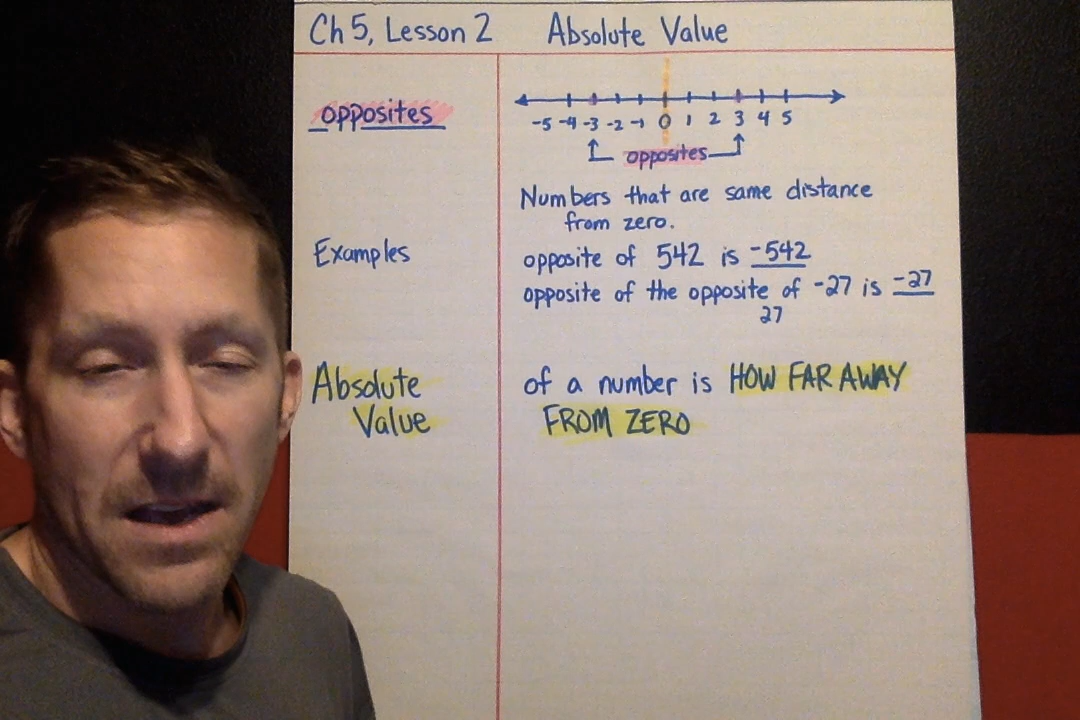 Ch 5, Lesson 2 Absolute Value
opposites
-5 -4 -3 -2 -1 0 1 2 3 4 5
opposites
Numbers that are same distance
from zero.
Examples
opposite of 542 is -542
opposite of the opposite of -27 is -27
27
Absolute
Value
of a number is HOW FAR AWAY
FROM ZERO